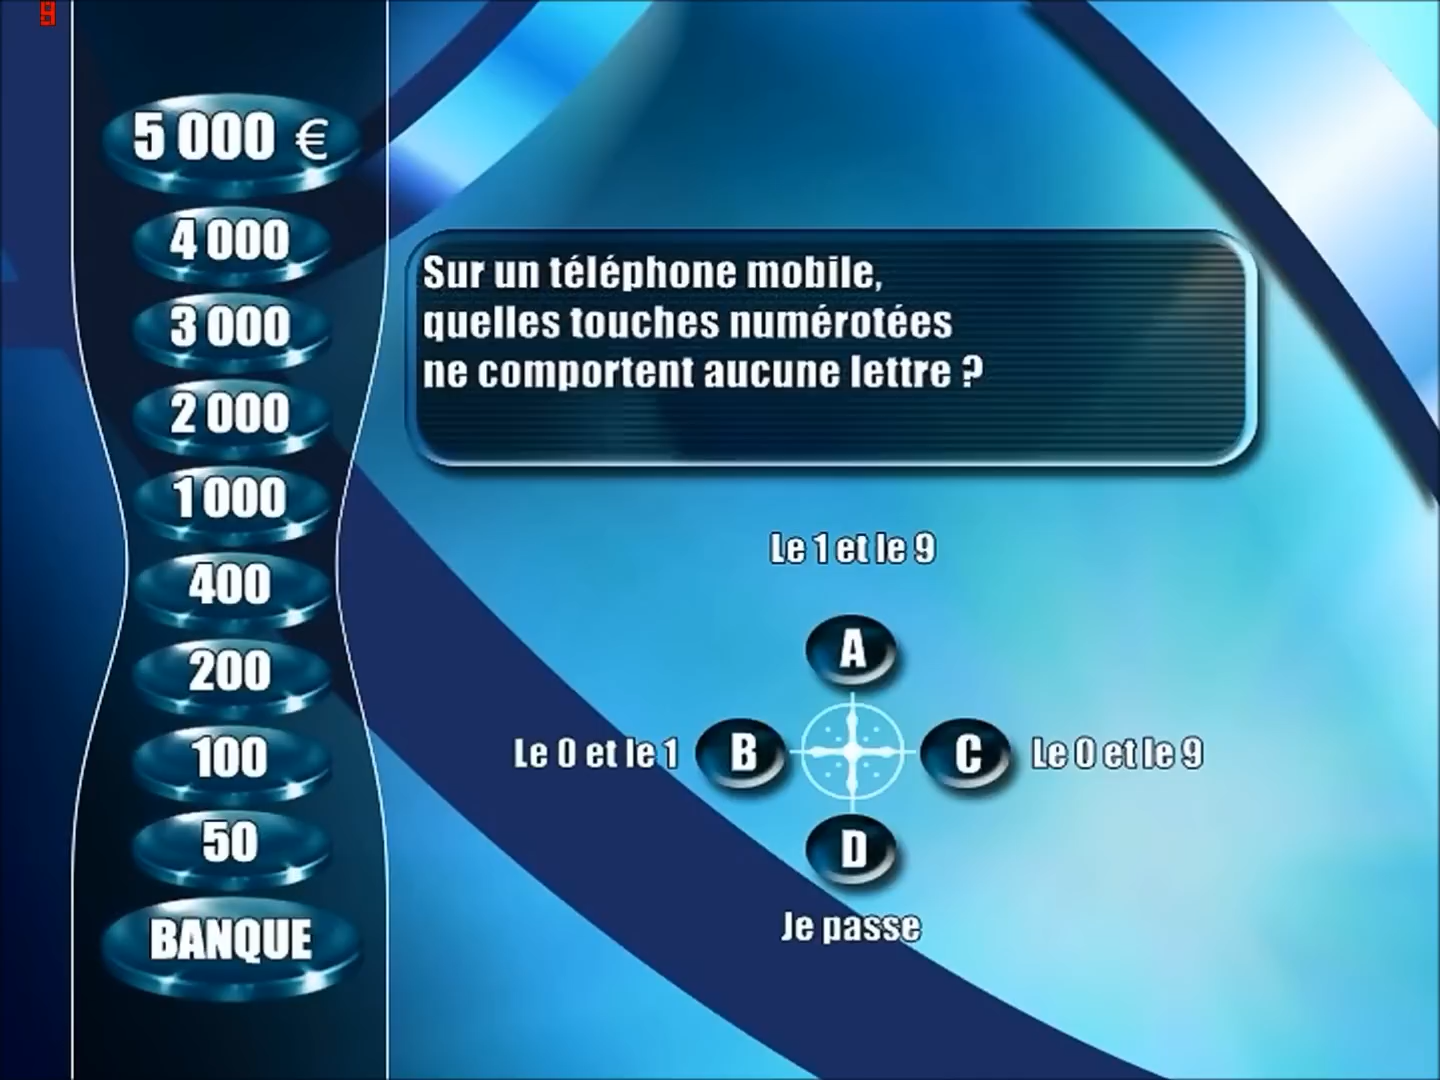 9
5 000 €
4 000
3 000
2 000
1 000
400
200
100
50
BANQUE
Sur un téléphone mobile,
quelles touches numérotées
ne comportent aucune lettre ?
Le 1 et le 9
A
Le 0 et le 1 B
C Le 0 et le 9
D
Je passe